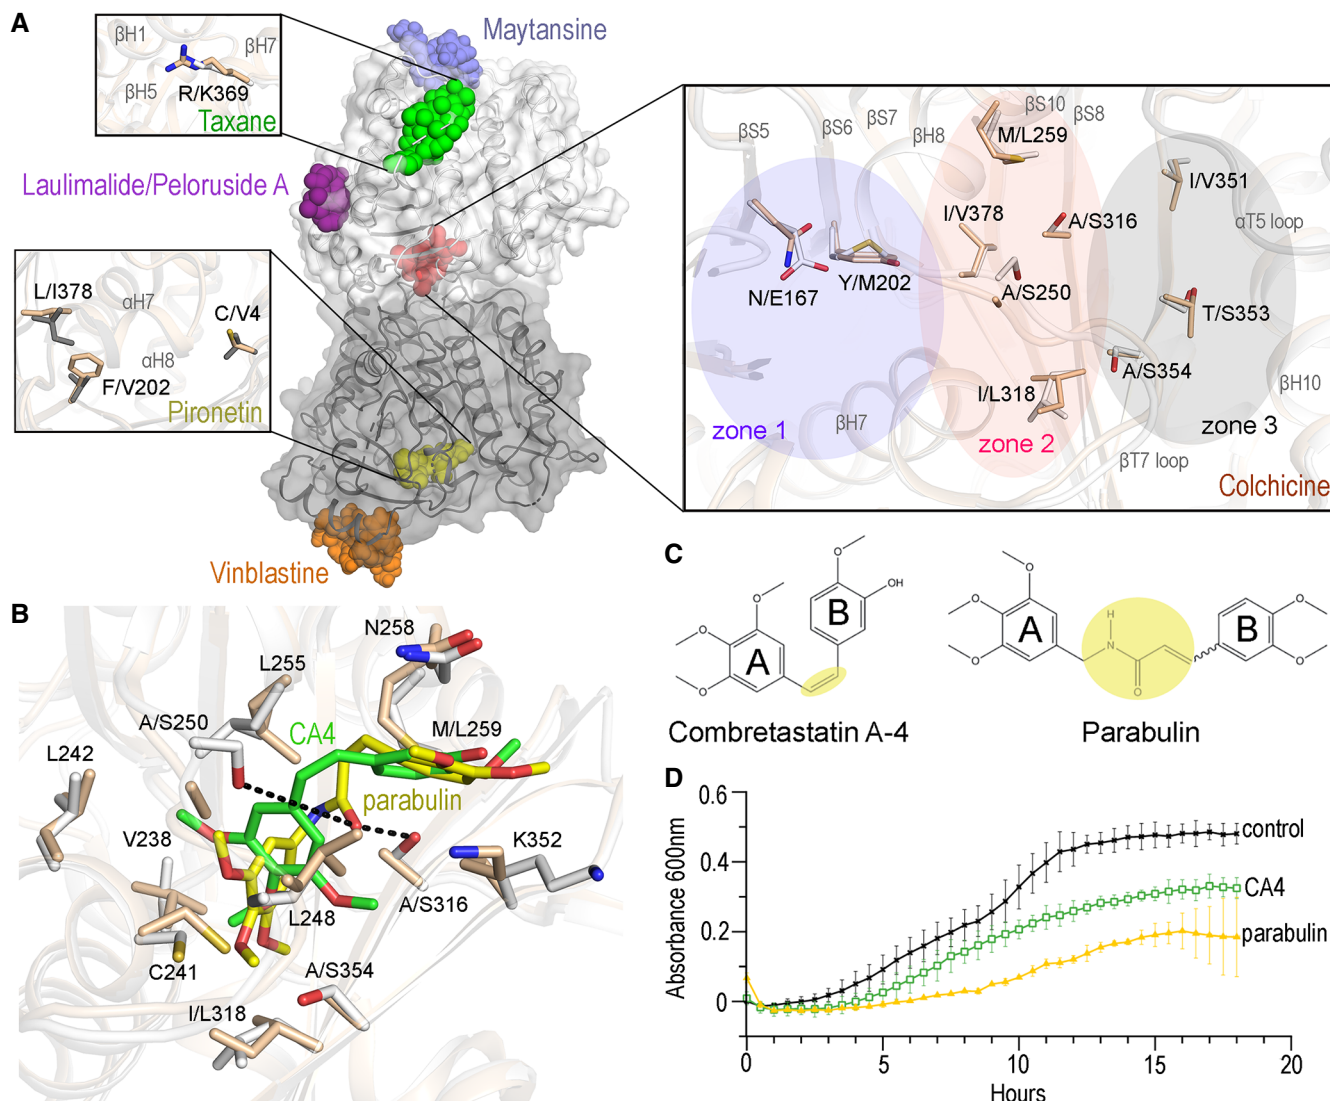 A
Maytansine
βH1
βH7
βH5
R/K369
Taxane
Laulimalide/Peloruside A
L/I378
αH7
C/V4
αH8
F/V202
Pironetin
Vinblastine
βS5
βS6
βS7
βH8
βS10
βS8
M/L259
I/V351
I/V378
A/S316
αT5 loop
N/E167
Y/M202
A/S250
T/S353
A/S354
I/L318
βH10
zone 1
βH7
zone 2
zone 3
βT7 loop
Colchicine
B
N258
L255
A/S250
CA4
M/L259
L242
parabulin
V238
K352
L248
A/S316
C241
A/S354
I/L318
C
O
O
O
O
OH
A
B
Combretastatin A-4
O
O
O
A
H
N
O
B
O
O
Parabulin
D
Absorbance 600nm
0.6
0.4
0.2
0
control
CA4
parabulin
0
5
10
15
20
Hours